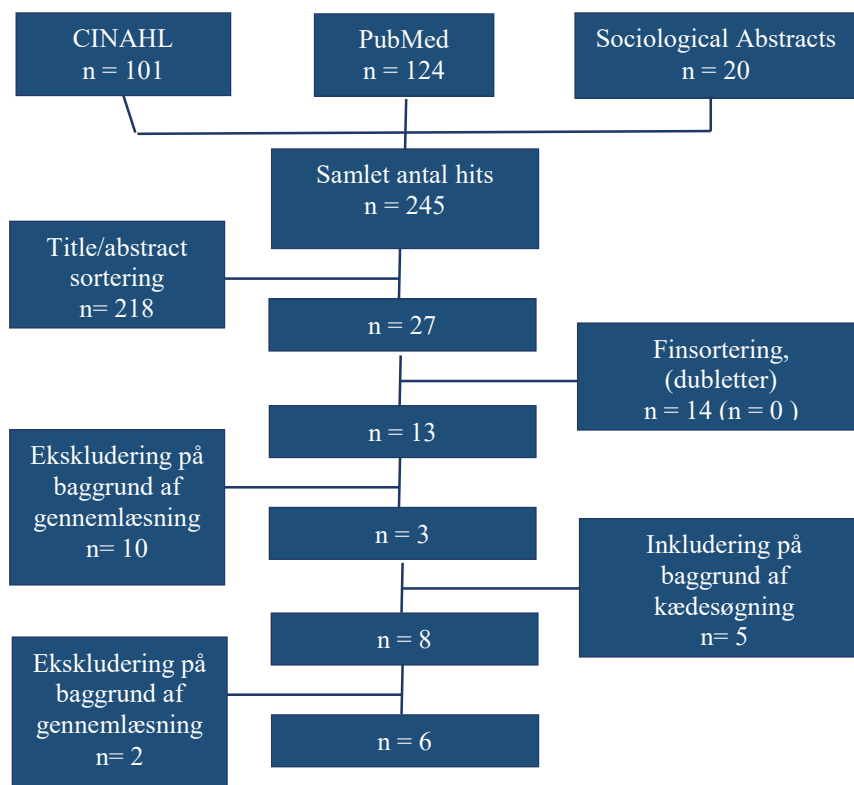 CINAHL
n = 101
PubMed
n = 124
Sociological Abstracts
n = 20
Samlet antal hits
n = 245
Title/abstract
sortering
n= 218
n = 27
Finsortering,
(dubletter)
n = 14 (n = 0 )
n = 13
Ekskludering på
baggrund af
gennemlæsning
n= 10
n = 3
Inkludering på
baggrund af
kædesøgning
n= 5
n = 8
Ekskludering på
baggrund af
gennemlæsning
n= 2
n = 6